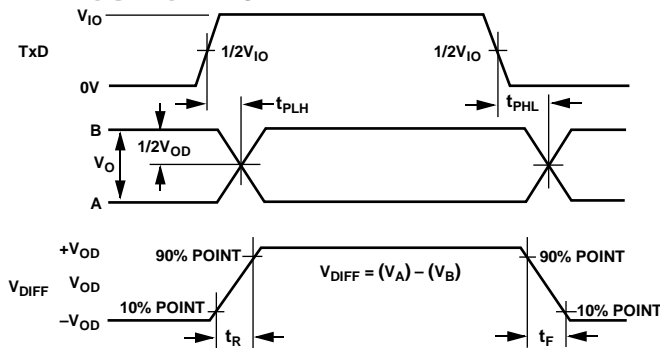 V_IO
TxD
1/2V_IO
1/2V_IO
0V
t_PLH
t_PHL
B
1/2V_OD
V_O
A
+V_OD
90% POINT
V_DIFF = (V_A) – (V_B)
90% POINT
V_DIFF
V_OD
10% POINT
10% POINT
–V_OD
t_R
t_F